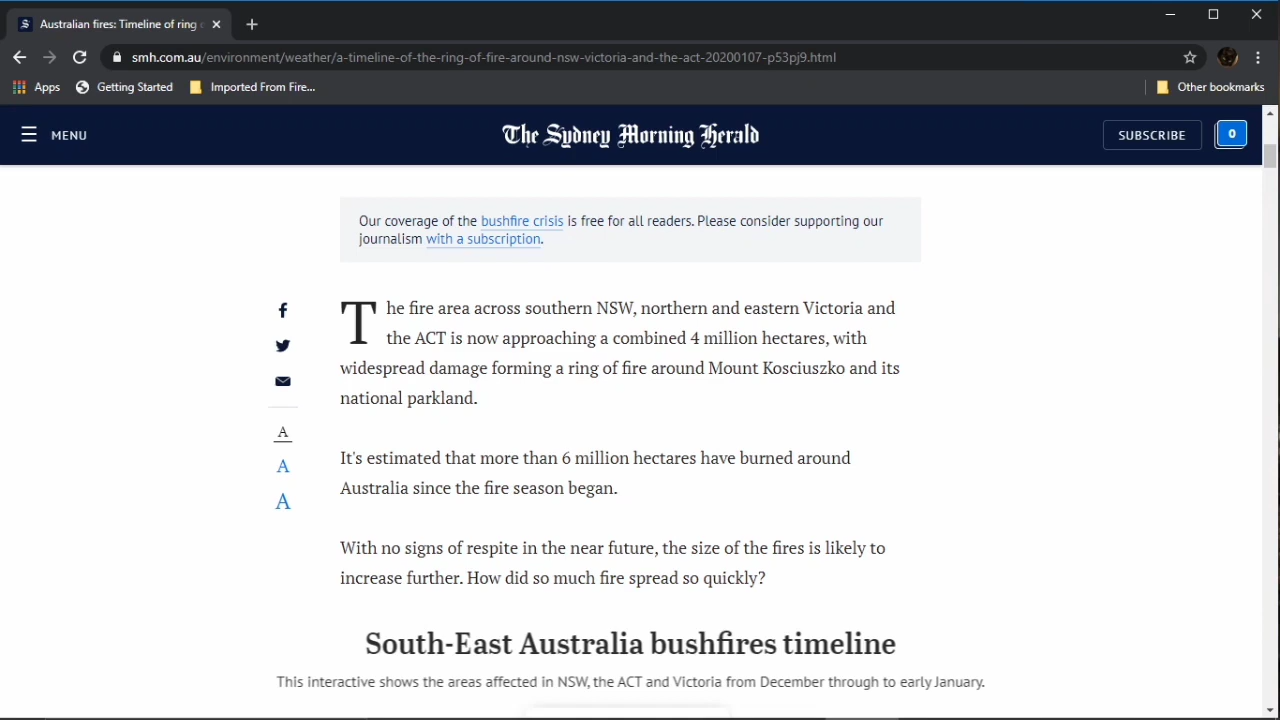 Australian fires: Timeline of ring
smh.com.au/environment/weather/a-timeline-of-the-ring-of-fire-around-nsw-victoria-and-the-act-20200107-p53pj9.html
Apps Getting Started Imported From Fire... Other bookmarks
MENU The Sydney Morning Herald SUBSCRIBE 0
Our coverage of the bushfire crisis is free for all readers. Please consider supporting our
journalism with a subscription.
The fire area across southern NSW, northern and eastern Victoria and
the ACT is now approaching a combined 4 million hectares, with
widespread damage forming a ring of fire around Mount Kosciuszko and its
national parkland.
A
A
A
It's estimated that more than 6 million hectares have burned around
Australia since the fire season began.
With no signs of respite in the near future, the size of the fires is likely to
increase further. How did so much fire spread so quickly?
South-East Australia bushfires timeline
This interactive shows the areas affected in NSW, the ACT and Victoria from December through to early January.